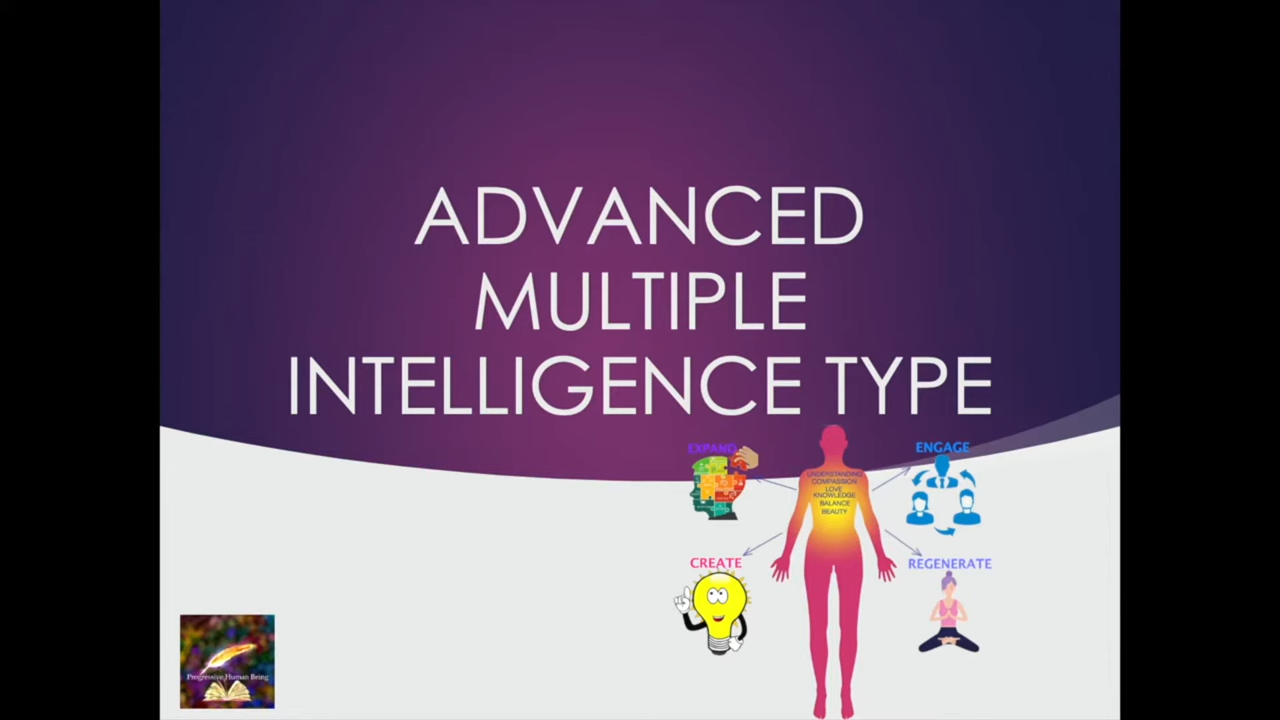 ADVANCED
MULTIPLE
INTELLIGENCE TYPE
EXPAND
ENGAGE
UNDERSTANDING
COMPASSION
LOVE
KNOWLEDGE
BALANCE
BEAUTY
CREATE
REGENERATE
Progressive Human Being